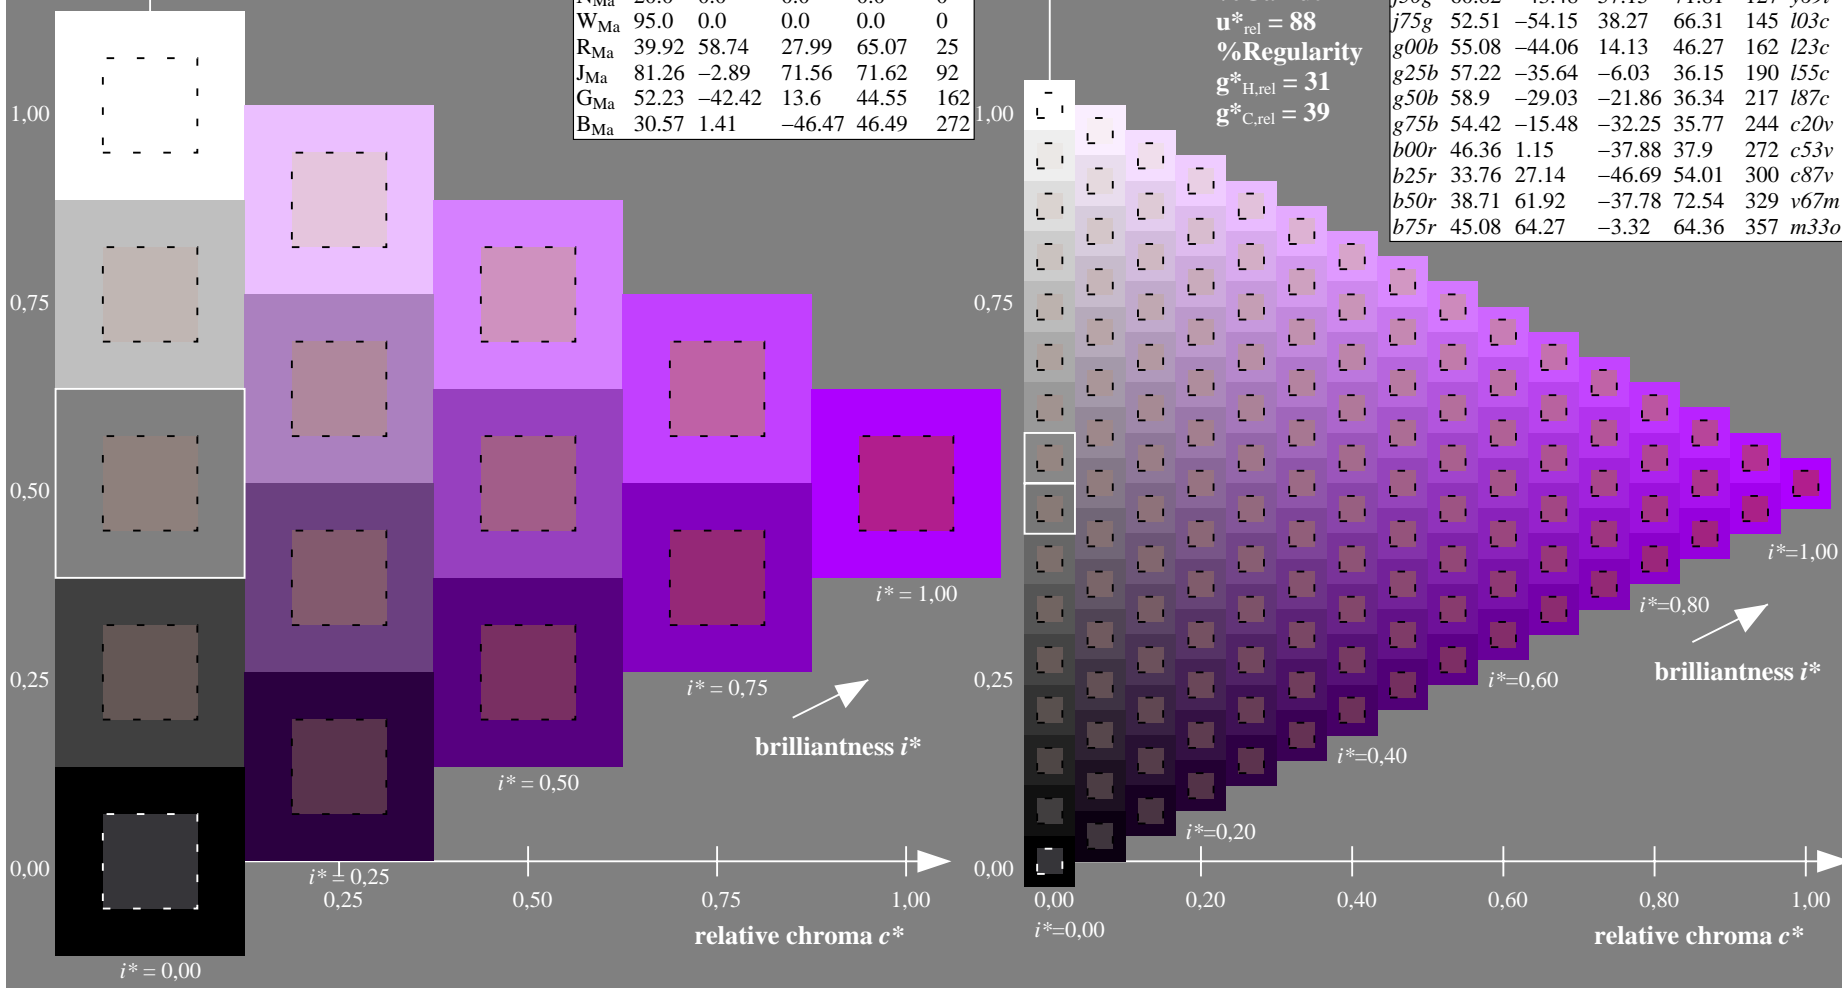 W_Ma 95.0 0.0 0.0 0.0 0
R_Ma 39.92 58.74 27.99 65.07 25
J_Ma 81.26 −2.89 71.56 71.62 92
G_Ma 52.23 −42.42 13.6 44.55 162
B_Ma 30.57 1.41 −46.47 46.49 272
1,00
0,75
0,50
0,25
0,00
i* = 1,00
i* = 0,75
brilliantness i*
i* = 0,50
i* = 0,25
0,25 0,50 0,75 1,00
relative chroma c*
i* = 0,00
u*rel = 88
%Regularity
g*H,rel = 31
g*C,rel = 39
j75g 52.51 −54.15 38.27 66.31 145 l03c
g00b 55.08 −44.06 14.13 46.27 162 l23c
g25b 57.22 −35.64 −6.03 36.15 190 l55c
g50b 58.9 −29.03 −21.86 36.34 217 l87c
g75b 54.42 −15.48 −32.25 35.77 244 c20v
b00r 46.36 1.15 −37.88 37.9 272 c53v
b25r 33.76 27.14 −46.69 54.01 300 c87v
b50r 38.71 61.92 −37.78 72.54 329 v67m
b75r 45.08 64.27 −3.32 64.36 357 m33o
1,00
0,75
0,50
0,25
0,00
i*=1,00
i*=0,80
brilliantness i*
i*=0,60
i*=0,40
i*=0,20
0,00 0,20 0,40 0,60 0,80 1,00
i*=0,00
relative chroma c*